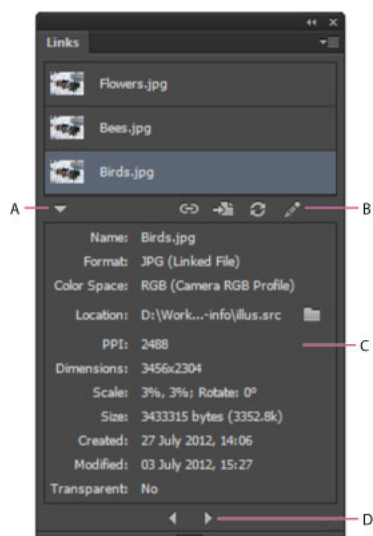 Links
Flowers.jpg
Bees.jpg
Birds.jpg
A
B
Name: Birds.jpg
Format: JPG (Linked File)
Color Space: RGB (Camera RGB Profile)
Location: D:\Work...-info\illus.src
PPI: 2488
C
Dimensions: 3456x2304
Scale: 3%, 3%; Rotate: 0º
Size: 3433315 bytes (3352.8k)
Created: 27 July 2012, 14:06
Modified: 03 July 2012, 15:27
Transparent: No
D